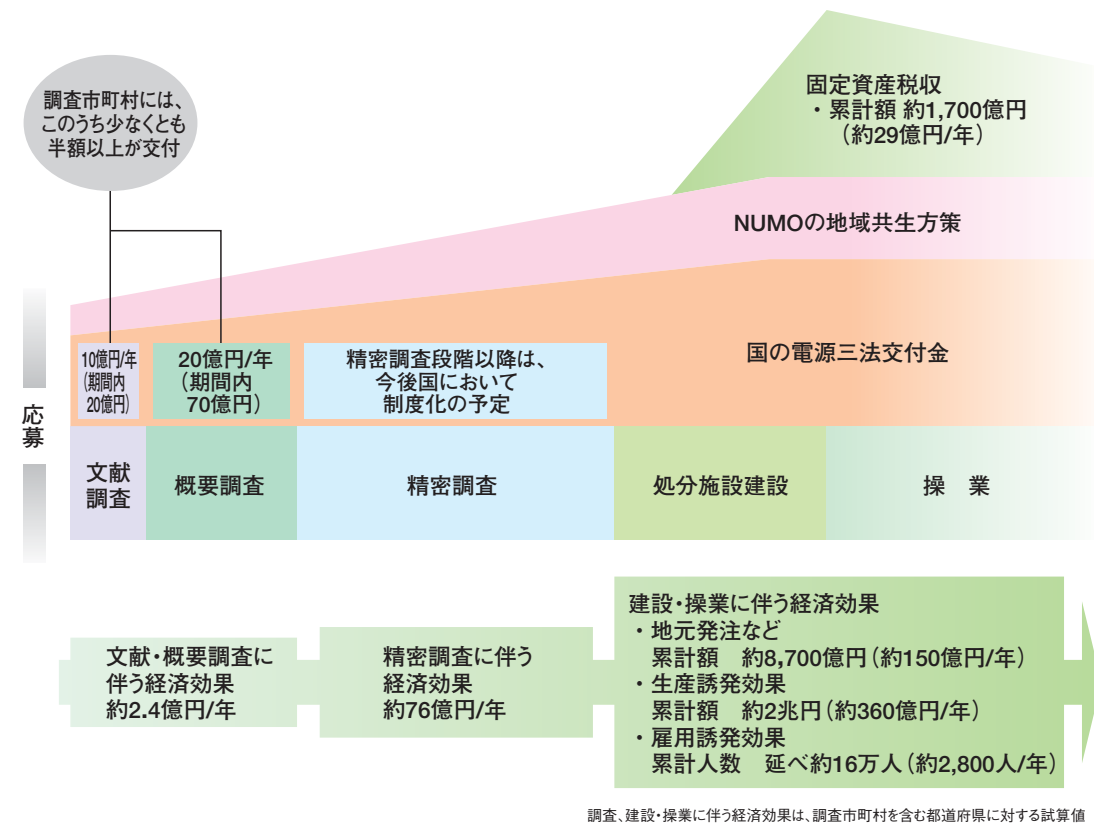 調査市町村には、
このうち少なくとも
半額以上が交付
固定資産税収
・累計額 約1,700億円
（約29億円/年）
NUMOの地域共生方策
国の電源三法交付金
10億円/年
（期間内
20億円）
20億円/年
（期間内
70億円）
精密調査段階以降は、
今後国において
制度化の予定
応募
文献
調査
概要調査
精密調査
処分施設建設
操　業
文献・概要調査に
伴う経済効果
約2.4億円/年
精密調査に伴う
経済効果
約76億円/年
建設・操業に伴う経済効果
・地元発注など
累計額　約8,700億円（約150億円/年）
・生産誘発効果
累計額　約2兆円（約360億円/年）
・雇用誘発効果
累計人数　延べ約16万人（約2,800人/年）
調査、建設・操業に伴う経済効果は、調査市町村を含む都道府県に対する試算値